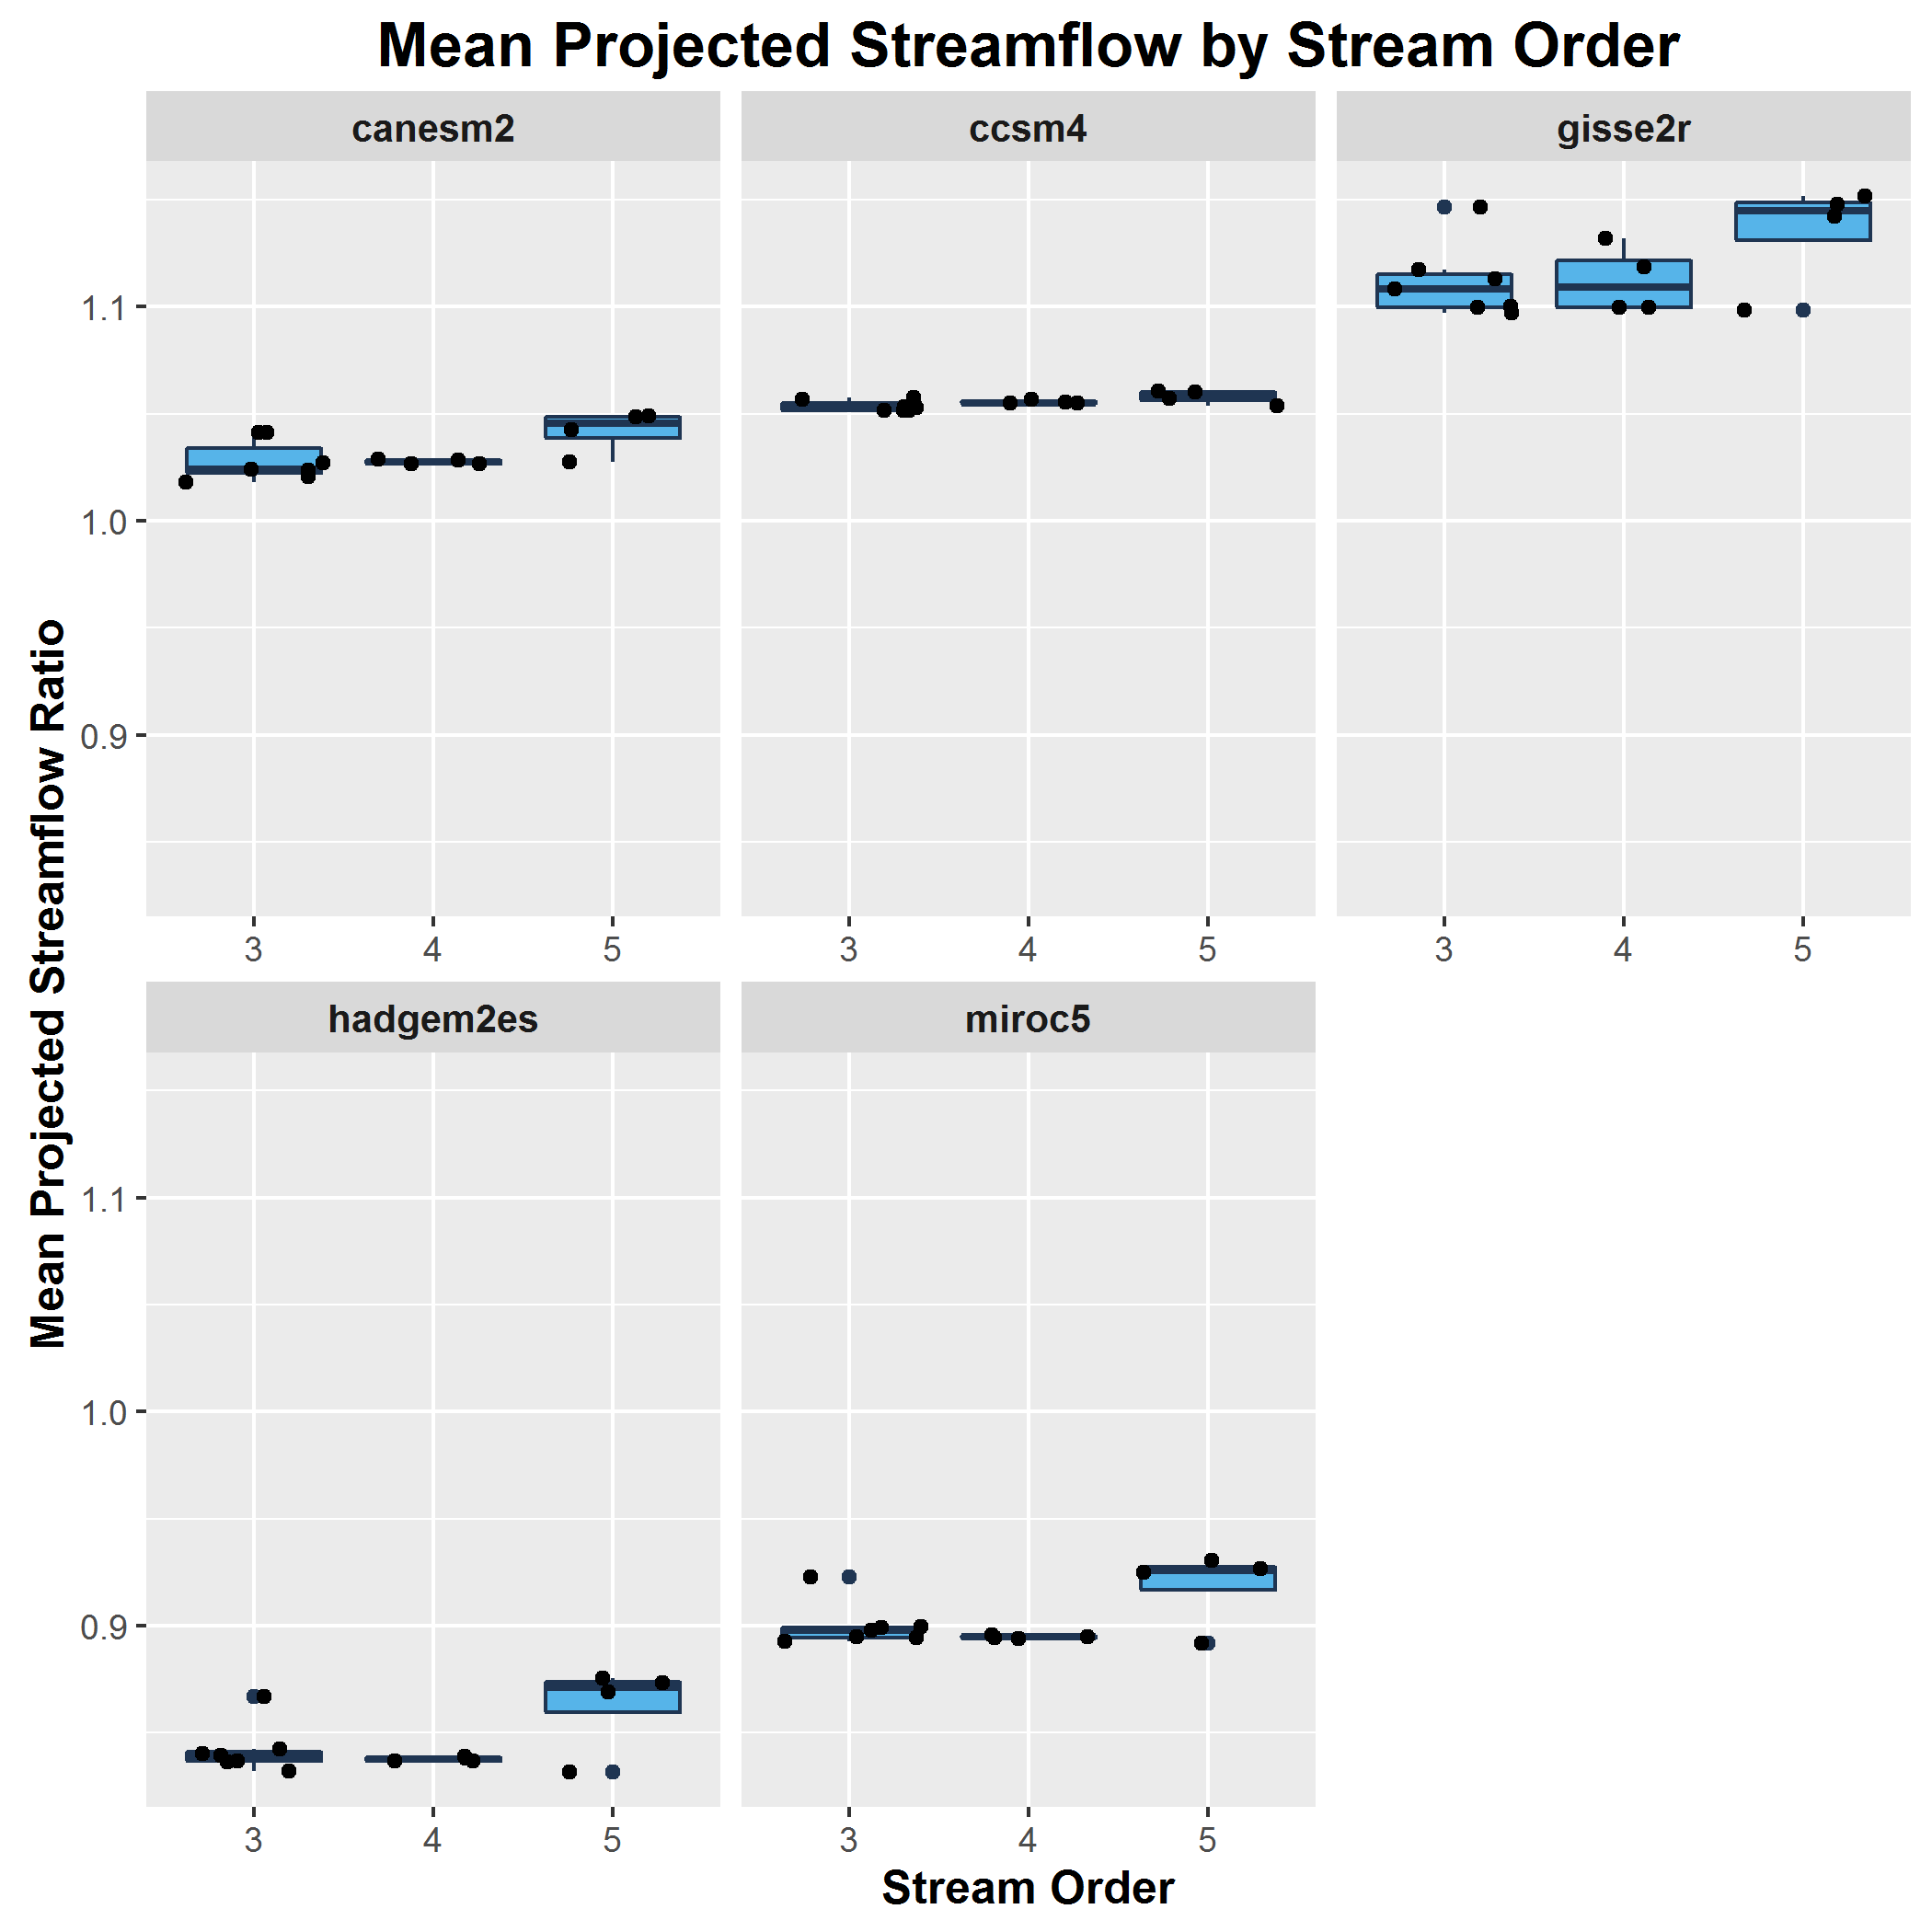 Mean Projected Streamflow by Stream Order
canesm2 ccsm4 gisse2r
1.1
1.0
0.9
3 4 5 3 4 5 3 4 5
Mean Projected Streamflow Ratio
hadgem2es miroc5
1.1
1.0
0.9
3 4 5 3 4 5
Stream Order